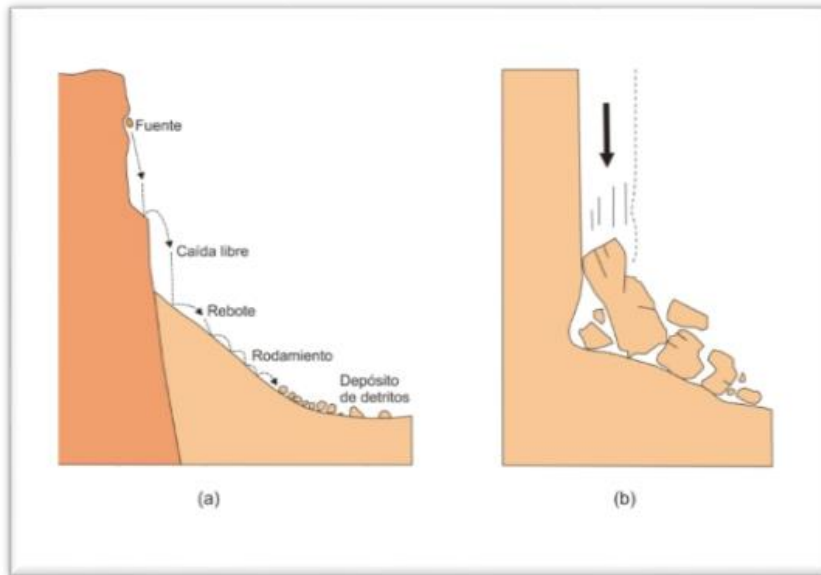 Fuente
Caída libre
Rebote
Rodamiento
Depósito
de detritos
(a)
(b)